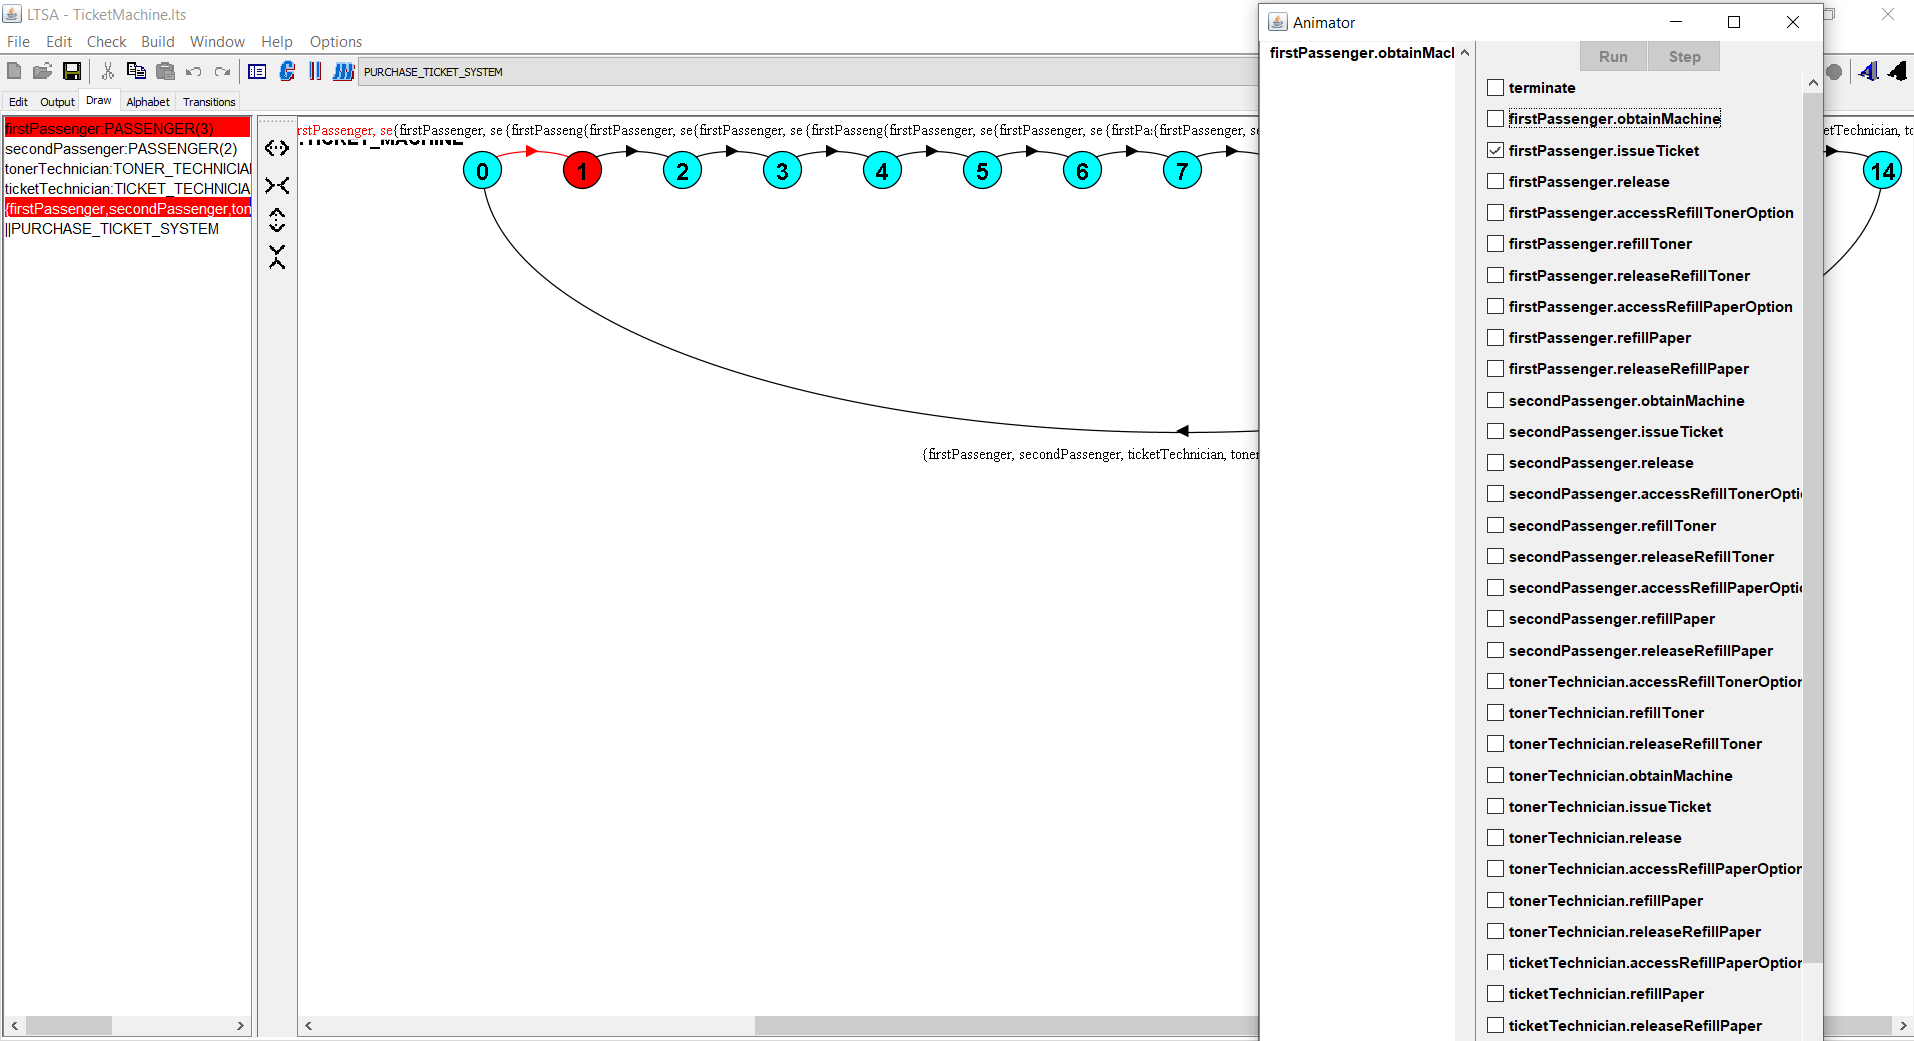 LTSA - TicketMachine.lts
File Edit Check Build Window Help Options
PURCHASE_TICKET_SYSTEM
Edit Output Draw Alphabet Transitions
firstPassenger:PASSENGER(3)
secondPassenger:PASSENGER(2)
tonerTechnician:TONER_TECHNICIA
ticketTechnician:TICKET_TECHNICIA
{firstPassenger,secondPassenger,ton
||PURCHASE_TICKET_SYSTEM
rstPassenger, se{firstPassenger, se {firstPasseng{firstPassenger, se{firstPassenger, se {firstPasseng{firstPassenger, se{firstPassenger, se {firstPa:{firstPassenger, se
.TICKET_MACHINE
0 1 2 3 4 5 6 7
{firstPassenger, secondPassenger, ticketTechnician, toner
ketTechnician, to
14
Animator
firstPassenger.obtainMacl
Run Step
terminate
firstPassenger.obtainMachine
firstPassenger.issueTicket
firstPassenger.release
firstPassenger.accessRefillTonerOption
firstPassenger.refillToner
firstPassenger.releaseRefillToner
firstPassenger.accessRefillPaperOption
firstPassenger.refillPaper
firstPassenger.releaseRefillPaper
secondPassenger.obtainMachine
secondPassenger.issueTicket
secondPassenger.release
secondPassenger.accessRefillTonerOpti
secondPassenger.refillToner
secondPassenger.releaseRefillToner
secondPassenger.accessRefillPaperOpti
secondPassenger.refillPaper
secondPassenger.releaseRefillPaper
tonerTechnician.accessRefillTonerOption
tonerTechnician.refillToner
tonerTechnician.releaseRefillToner
tonerTechnician.obtainMachine
tonerTechnician.issueTicket
tonerTechnician.release
tonerTechnician.accessRefillPaperOption
tonerTechnician.refillPaper
tonerTechnician.releaseRefillPaper
ticketTechnician.accessRefillPaperOption
ticketTechnician.refillPaper
ticketTechnician.releaseRefillPaper